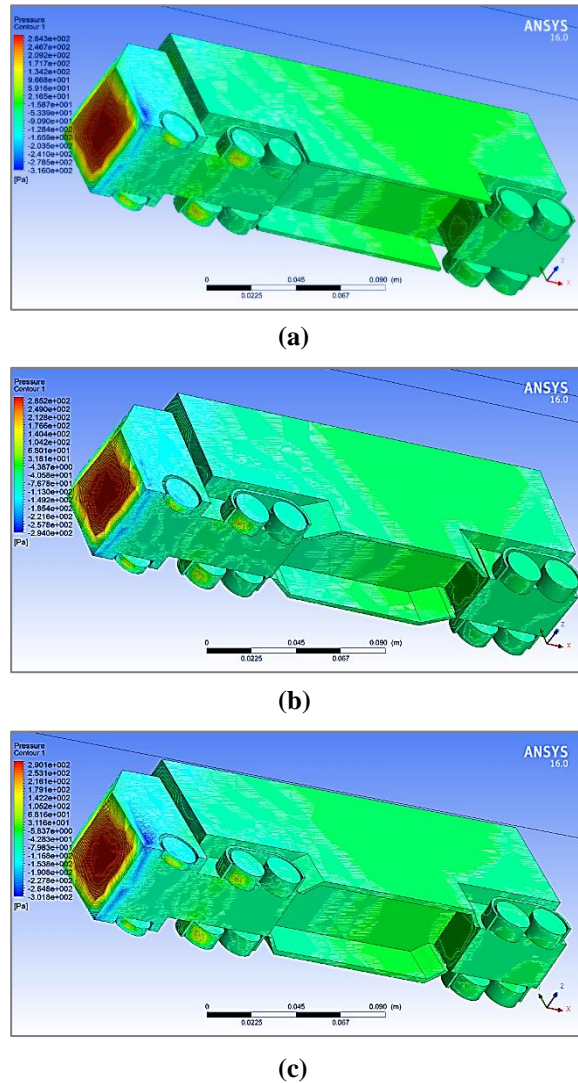 Pressure
Contour 1
2.843e+002
2.467e+002
2.092e+002
1.717e+002
1.342e+002
9.668e+001
5.916e+001
2.165e+001
-1.587e+001
-5.339e+001
-9.090e+001
-1.284e+002
-1.659e+002
-2.035e+002
-2.410e+002
-2.785e+002
-3.160e+002
[Pa]
ANSYS
16.0
0 0.045 0.090 (m)
0.0225 0.067
Z
X
(a)
Pressure
Contour 1
2.852e+002
2.490e+002
2.128e+002
1.766e+002
1.404e+002
1.042e+002
6.801e+001
3.181e+001
-4.387e+000
-4.058e+001
-7.678e+001
-1.130e+002
-1.492e+002
-1.854e+002
-2.216e+002
-2.578e+002
-2.940e+002
[Pa]
ANSYS
16.0
0 0.045 0.090 (m)
0.0225 0.067
Z
X
(b)
Pressure
Contour 1
2.901e+002
2.531e+002
2.161e+002
1.791e+002
1.422e+002
1.052e+002
6.816e+001
3.116e+001
-5.837e+000
-4.283e+001
-7.983e+001
-1.168e+002
-1.538e+002
-1.908e+002
-2.278e+002
-2.648e+002
-3.018e+002
[Pa]
ANSYS
16.0
0 0.045 0.090 (m)
0.0225 0.067
Z
X
(c)